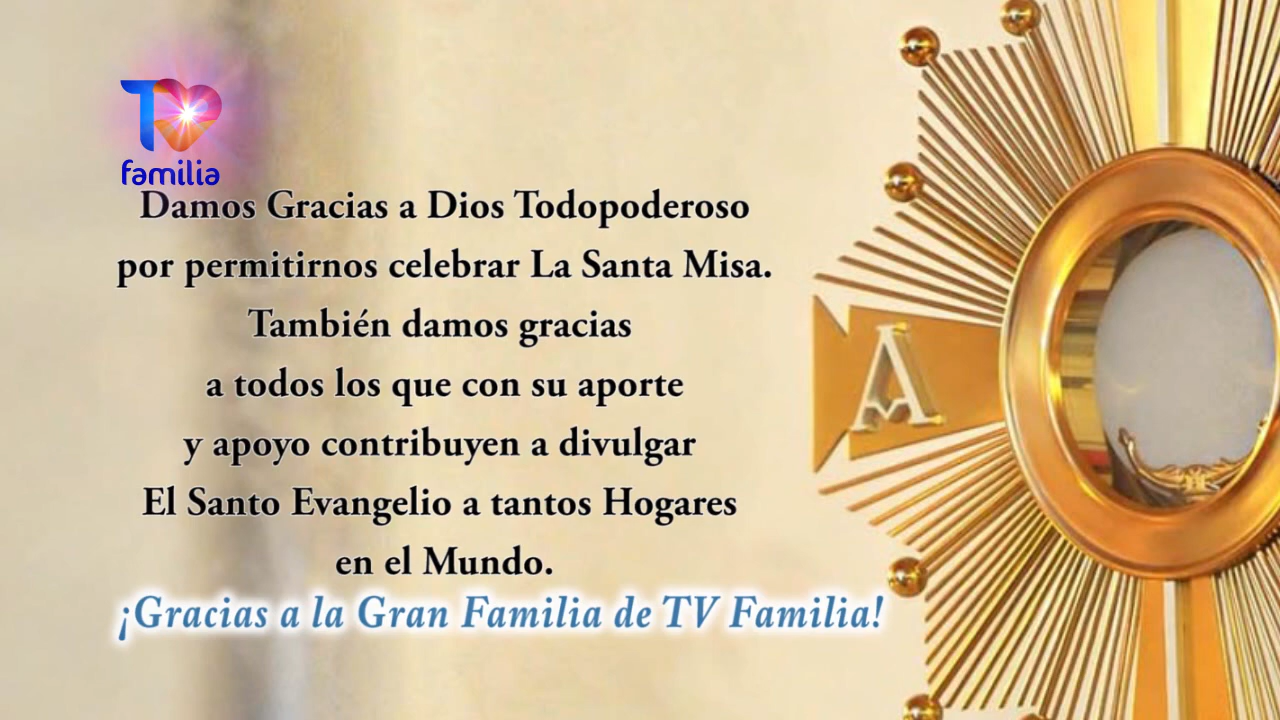 TV
familia
Damos Gracias a Dios Todopoderoso
por permitirnos celebrar La Santa Misa.
También damos gracias
a todos los que con su aporte
y apoyo contribuyen a divulgar
El Santo Evangelio a tantos Hogares
en el Mundo.
¡Gracias a la Gran Familia de TV Familia!
A